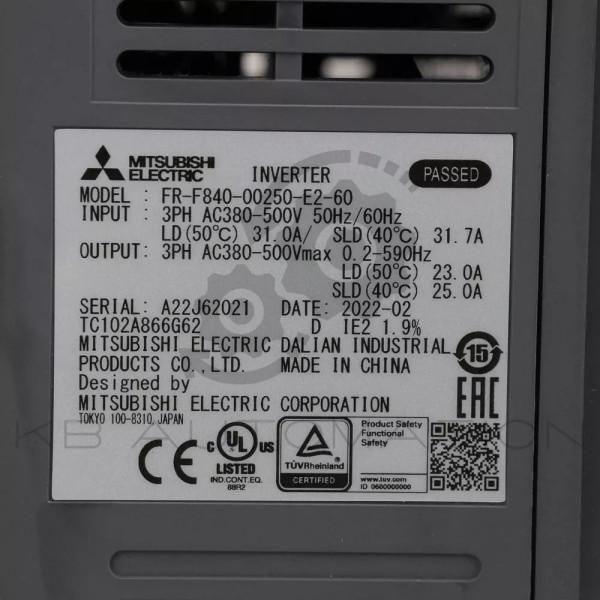 MITSUBISHI
ELECTRIC INVERTER PASSED
MODEL : FR-F840-00250-E2-60
INPUT : 3PH AC380-500V 50Hz/60Hz
LD(50℃) 31.0A/ SLD(40℃) 31.7A
OUTPUT: 3PH AC380-500Vmax 0.2-590Hz
LD(50℃) 23.0A
SLD(40℃) 25.0A
SERIAL: A22J62021 DATE: 2022-02
TC102A866G62 D IE2 1.9%
MITSUBISHI ELECTRIC DALIAN INDUSTRIAL
PRODUCTS CO.,LTD. MADE IN CHINA
15
Designed by
MITSUBISHI ELECTRIC CORPORATION
TOKYO 100-8310, JAPAN
EAC
KB AUTOMATION
CE
C UL US
LISTED
IND.CONT.EQ.
88R2
TÜVRheinland
CERTIFIED
Product Safety
Functional
Safety
www.tuv.com
ID 0600000000